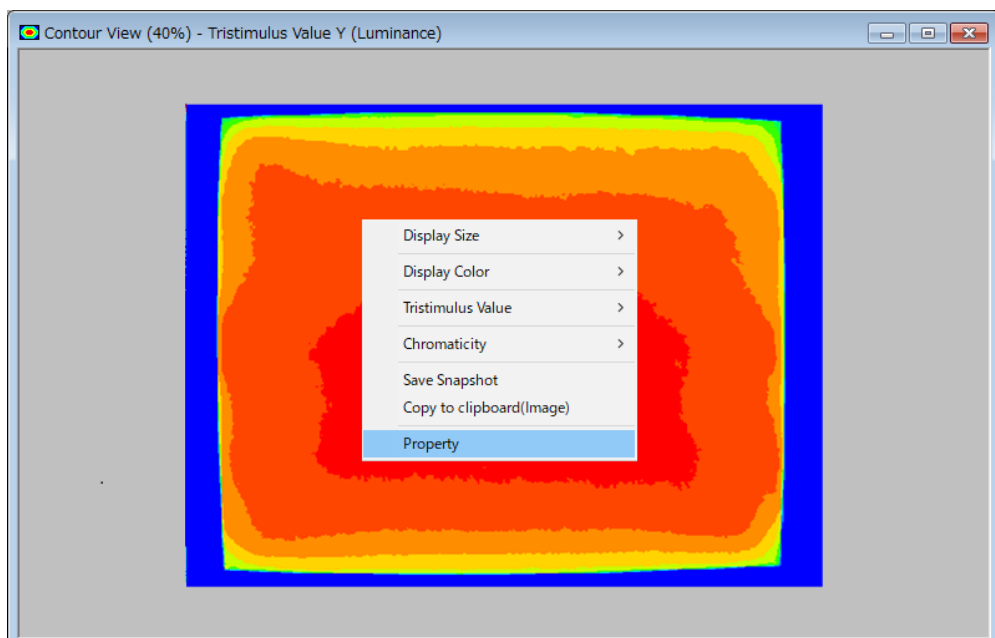 Contour View (40%) - Tristimulus Value Y (Luminance)
Display Size
Display Color
Tristimulus Value
Chromaticity
Save Snapshot
Copy to clipboard(Image)
Property